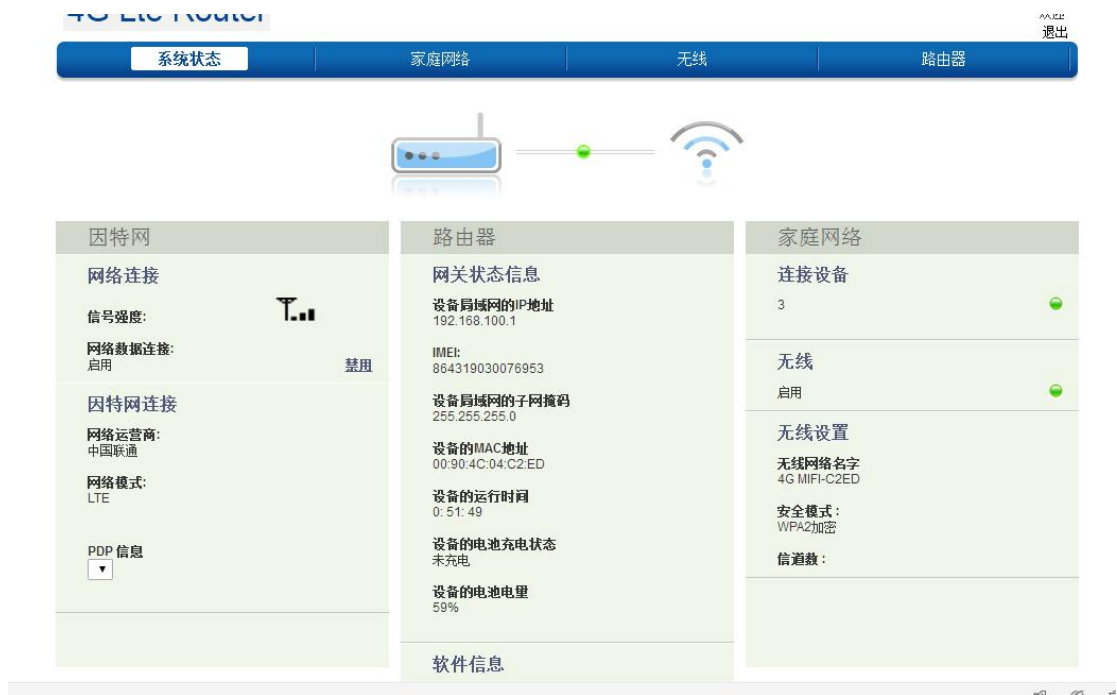 4G Lte Router
欢迎
退出
系统状态
家庭网络
无线
路由器
因特网
网络连接
信号强度:
网络数据连接:
启用
禁用
因特网连接
网络运营商:
中国联通
网络模式:
LTE
PDP 信息
路由器
网关状态信息
设备局域网的IP地址
192.168.100.1
IMEI:
864319030076953
设备局域网的子网掩码
255.255.255.0
设备的MAC地址
00:90:4C:04:C2:ED
设备的运行时间
0: 51: 49
设备的电池充电状态
未充电
设备的电池电量
59%
软件信息
家庭网络
连接设备
3
无线
启用
无线设置
无线网络名字
4G MIFI-C2ED
安全模式 :
WPA2加密
信道数 :